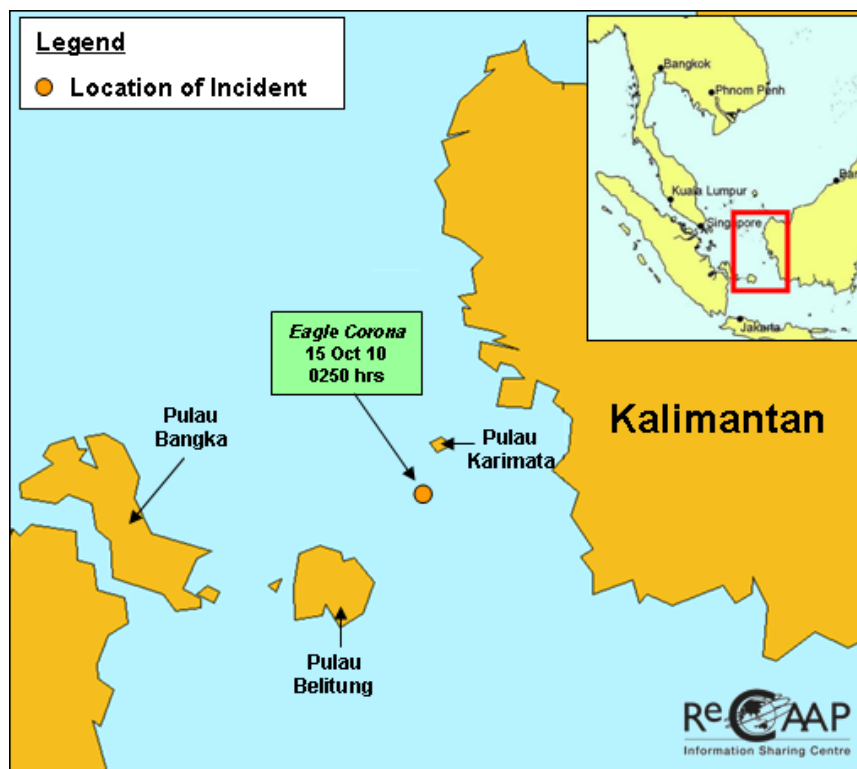 Legend
Location of Incident
Bangkok
Phnom Penh
Kuala Lumpur
Singapore
Jakarta
Eagle Corona
15 Oct 10
0250 hrs
Pulau
Bangka
Pulau
Karimata
Kalimantan
Pulau
Belitung
ReCAAP
Information Sharing Centre